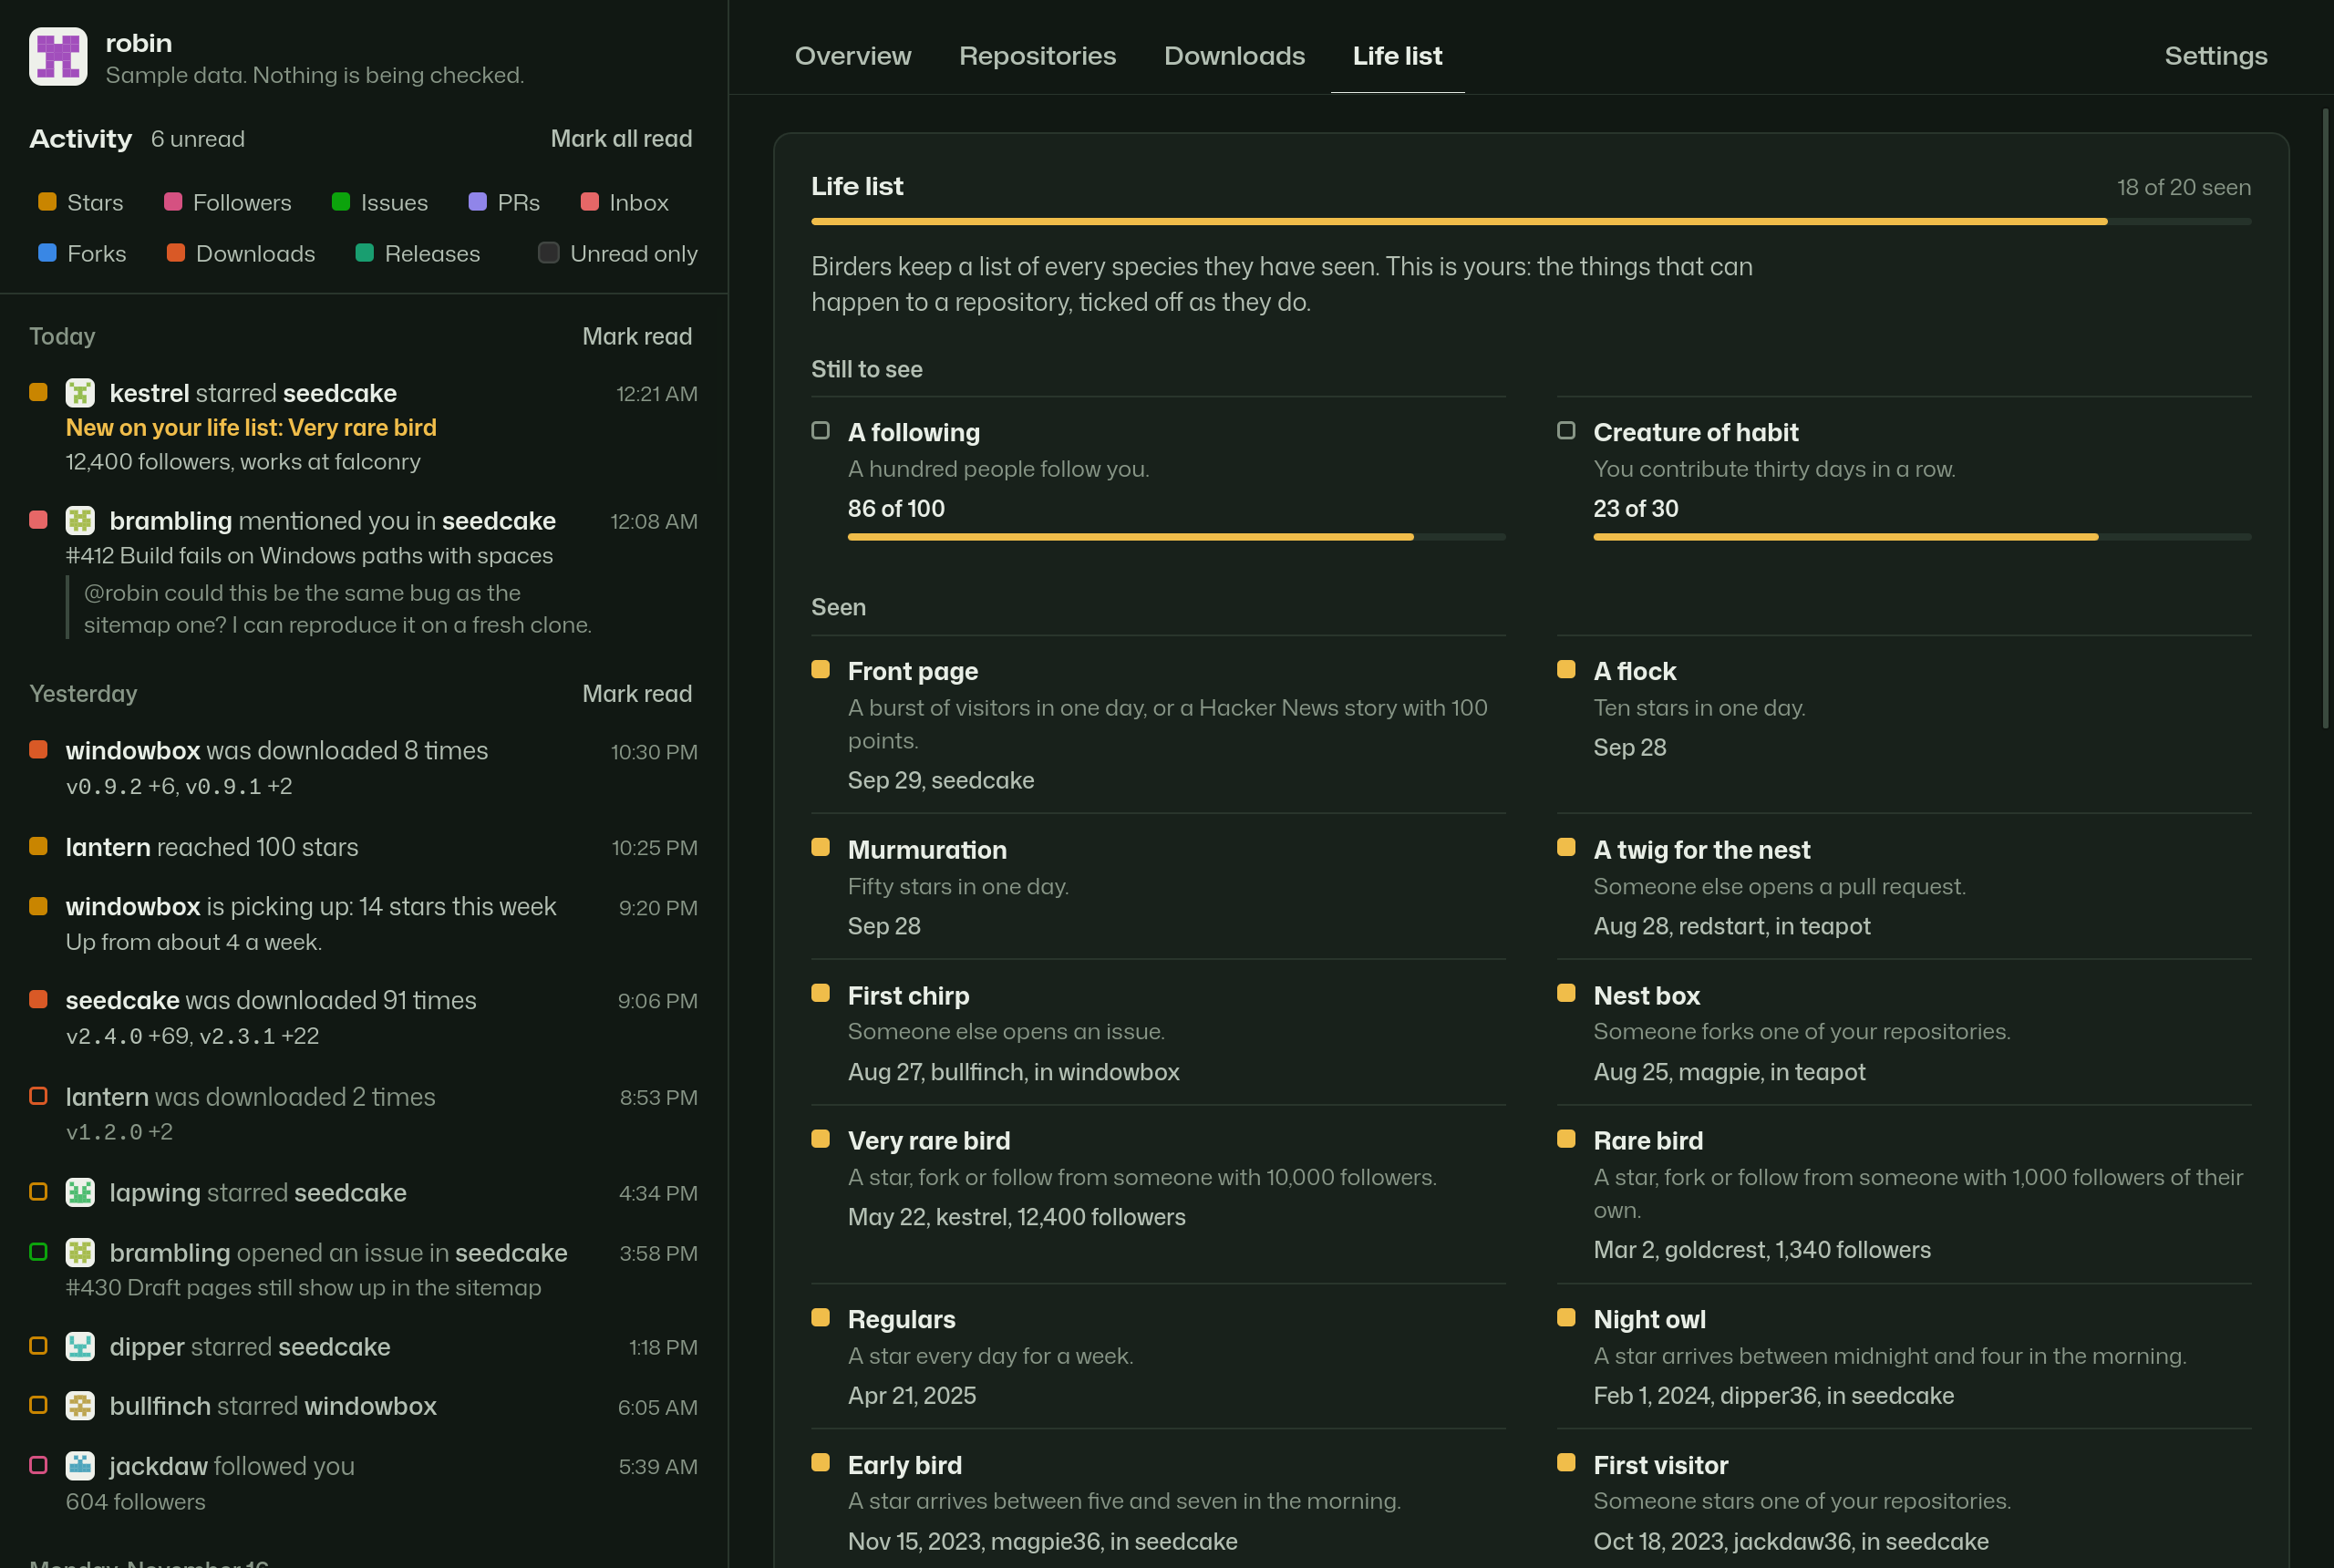 robin
Sample data. Nothing is being checked.
Activity 6 unread Mark all read
Stars Followers Issues PRs Inbox
Forks Downloads Releases Unread only
Today Mark read
kestrel starred seedcake 12:21 AM
New on your life list: Very rare bird
12,400 followers, works at falconry
brambling mentioned you in seedcake 12:08 AM
#412 Build fails on Windows paths with spaces
@robin could this be the same bug as the
sitemap one? I can reproduce it on a fresh clone.
Yesterday Mark read
windowbox was downloaded 8 times 10:30 PM
v0.9.2 +6, v0.9.1 +2
lantern reached 100 stars 10:25 PM
windowbox is picking up: 14 stars this week 9:20 PM
Up from about 4 a week.
seedcake was downloaded 91 times 9:06 PM
v2.4.0 +69, v2.3.1 +22
lantern was downloaded 2 times 8:53 PM
v1.2.0 +2
lapwing starred seedcake 4:34 PM
brambling opened an issue in seedcake 3:58 PM
#430 Draft pages still show up in the sitemap
dipper starred seedcake 1:18 PM
bullfinch starred windowbox 6:05 AM
jackdaw followed you 5:39 AM
604 followers
Monday, November 16
Overview Repositories Downloads Life list Settings
Life list 18 of 20 seen
Birders keep a list of every species they have seen. This is yours: the things that can
happen to a repository, ticked off as they do.
Still to see
A following
A hundred people follow you.
86 of 100
Creature of habit
You contribute thirty days in a row.
23 of 30
Seen
Front page
A burst of visitors in one day, or a Hacker News story with 100
points.
Sep 29, seedcake
A flock
Ten stars in one day.
Sep 28
Murmuration
Fifty stars in one day.
Sep 28
A twig for the nest
Someone else opens a pull request.
Aug 28, redstart, in teapot
First chirp
Someone else opens an issue.
Aug 27, bullfinch, in windowbox
Nest box
Someone forks one of your repositories.
Aug 25, magpie, in teapot
Very rare bird
A star, fork or follow from someone with 10,000 followers.
May 22, kestrel, 12,400 followers
Rare bird
A star, fork or follow from someone with 1,000 followers of their
own.
Mar 2, goldcrest, 1,340 followers
Regulars
A star every day for a week.
Apr 21, 2025
Night owl
A star arrives between midnight and four in the morning.
Feb 1, 2024, dipper36, in seedcake
Early bird
A star arrives between five and seven in the morning.
Nov 15, 2023, magpie36, in seedcake
First visitor
Someone stars one of your repositories.
Oct 18, 2023, jackdaw36, in seedcake